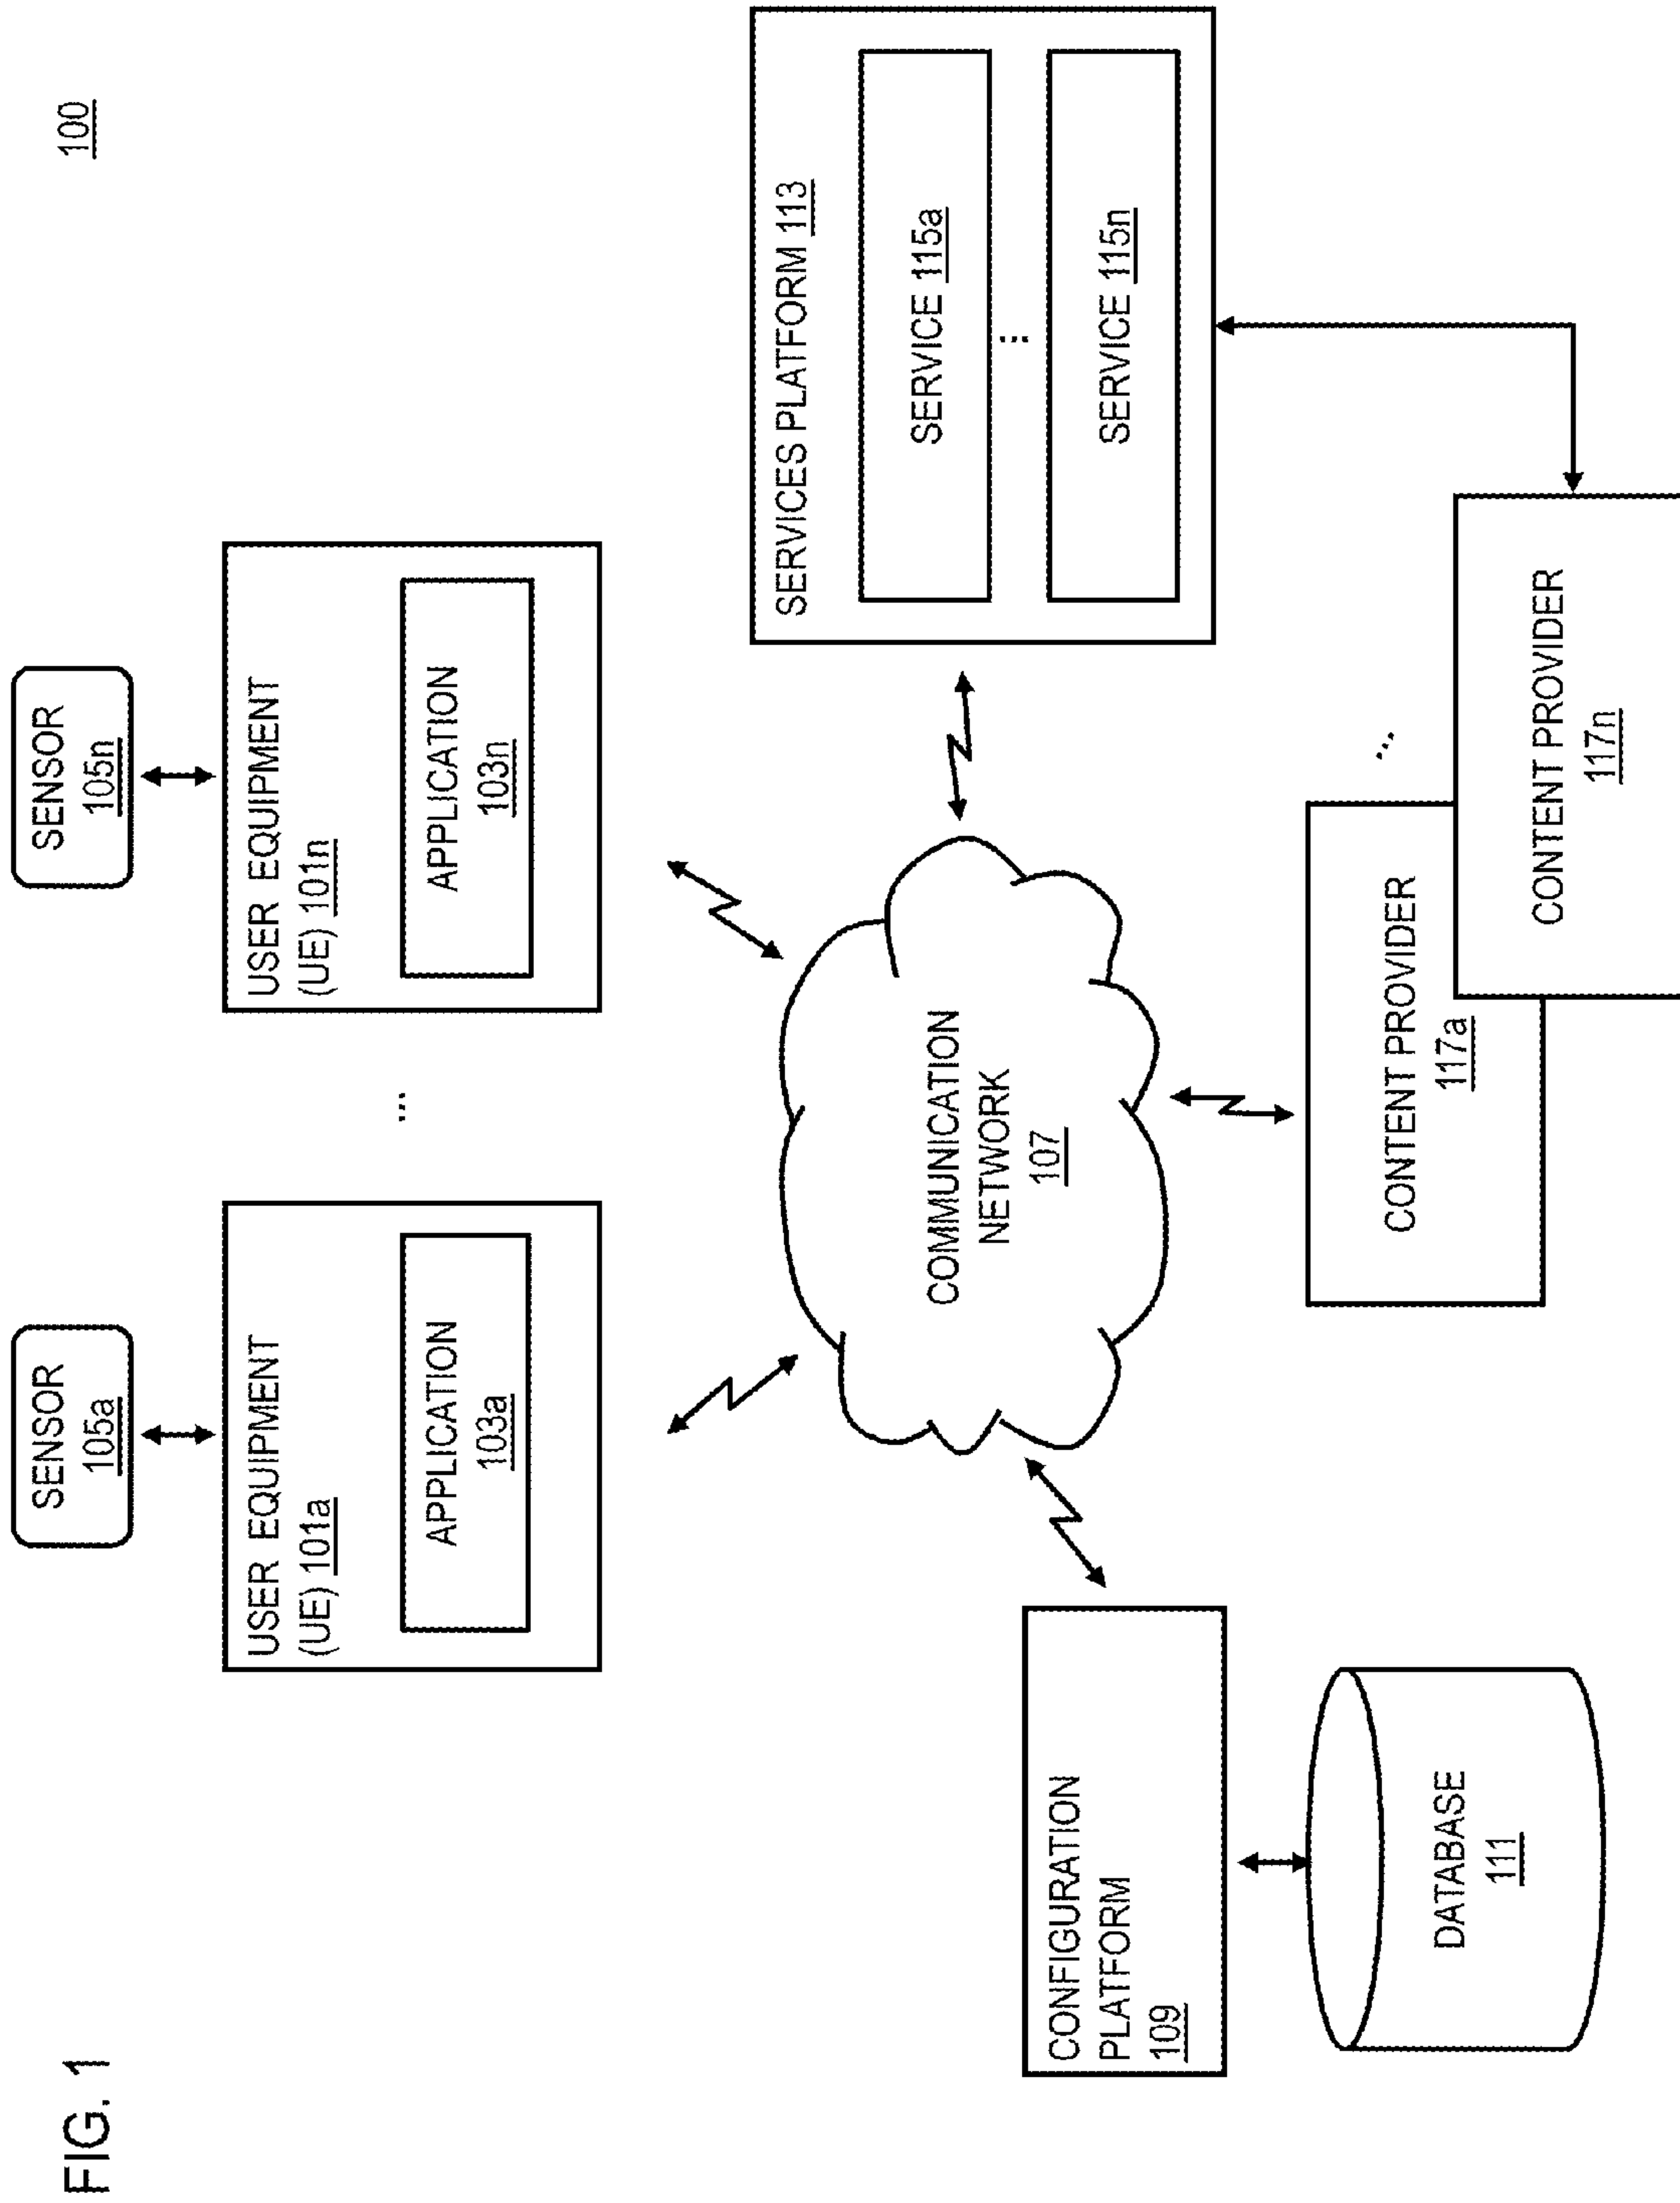 FIG. 1
100
SENSOR
105a
SENSOR
105n
USER EQUIPMENT
(UE) 101a
APPLICATION
103a
...
USER EQUIPMENT
(UE) 101n
APPLICATION
103n
COMMUNICATION
NETWORK
107
CONFIGURATION
PLATFORM
109
DATABASE
111
SERVICES PLATFORM 113
SERVICE 115a
...
SERVICE 115n
CONTENT PROVIDER
117a
...
CONTENT PROVIDER
117n